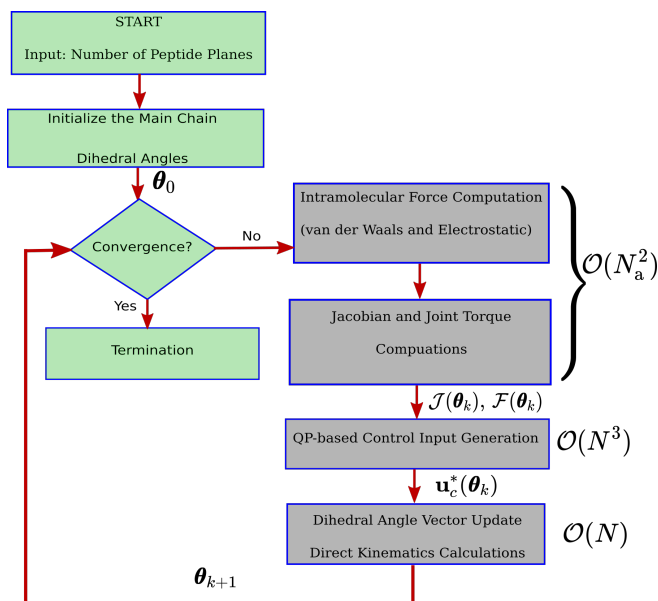 START
Input: Number of Peptide Planes
Initialize the Main Chain
Dihedral Angles
𝜽₀
Convergence?
No
Yes
Termination
Intramolecular Force Computation
(van der Waals and Electrostatic)
𝒪(Nₐ²)
Jacobian and Joint Torque
Compuations
𝒥(𝜽ₖ), ℱ(𝜽ₖ)
QP-based Control Input Generation
𝒪(N³)
𝐮*_c(𝜽ₖ)
Dihedral Angle Vector Update
Direct Kinematics Calculations
𝒪(N)
𝜽ₖ₊₁